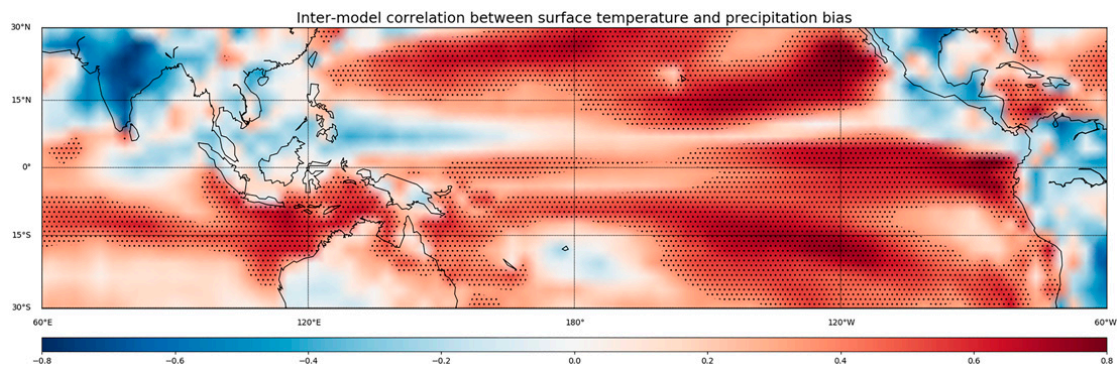 Inter-model correlation between surface temperature and precipitation bias
30°N
15°N
0°
15°S
30°S
60°E 120°E 180° 120°W 60°W
−0.8 −0.6 −0.4 −0.2 0.0 0.2 0.4 0.6 0.8